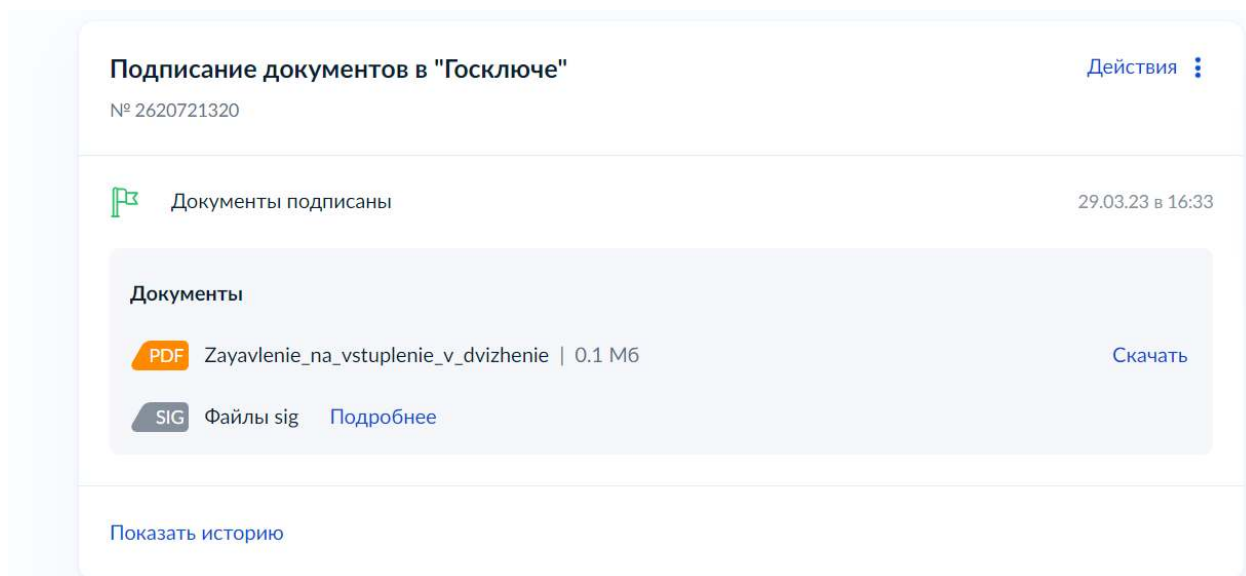 Подписание документов в "Госключе"
Действия
№ 2620721320
Документы подписаны
29.03.23 в 16:33
Документы
PDF Zayavlenie_na_vstuplenie_v_dvizhenie | 0.1 Мб
Скачать
SIG Файлы sig Подробнее
Показать историю